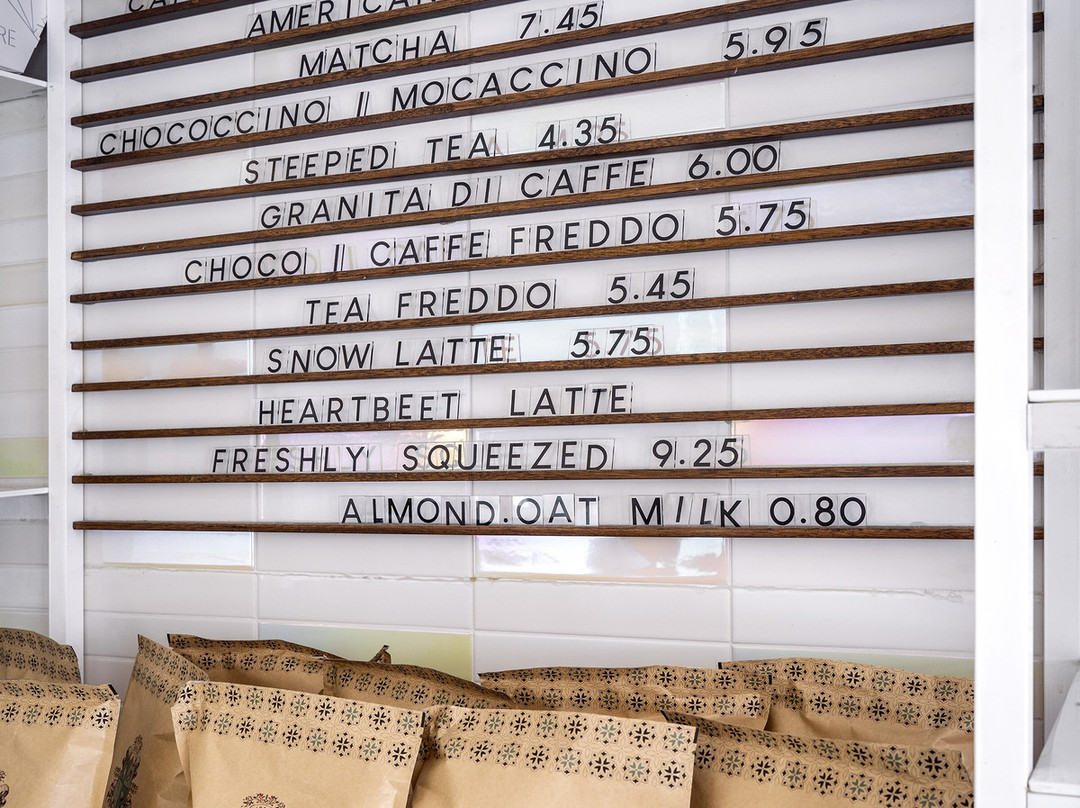 MATCHA 7.45
CHOCOCCINO || MOCACCINO 5.95
STEEPED TEA 4.35
GRANITA DI CAFFE 6.00
CHOCO || CAFFE FREDDO 5.75
TEA FREDDO 5.45
SNOW LATTE 5.75
HEARTBEET LATTE
FRESHLY SQUEEZED 9.25
ALMOND.OAT MILK 0.80